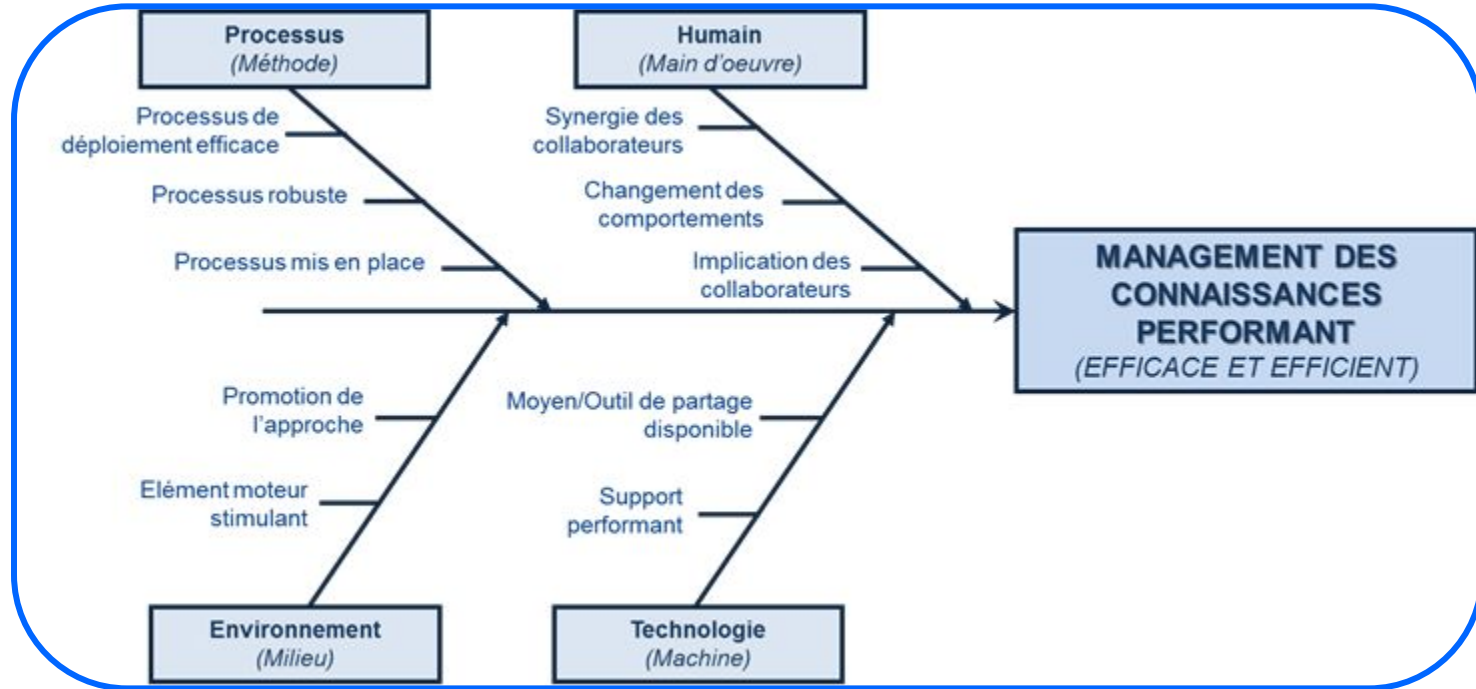 Processus
(Méthode)
Processus de
déploiement efficace
Processus robuste
Processus mis en place
Humain
(Main d'oeuvre)
Synergie des
collaborateurs
Changement des
comportements
Implication des
collaborateurs
MANAGEMENT DES
CONNAISSANCES
PERFORMANT
(EFFICACE ET EFFICIENT)
Promotion de
l'approche
Elément moteur
stimulant
Environnement
(Milieu)
Moyen/Outil de partage
disponible
Support
performant
Technologie
(Machine)